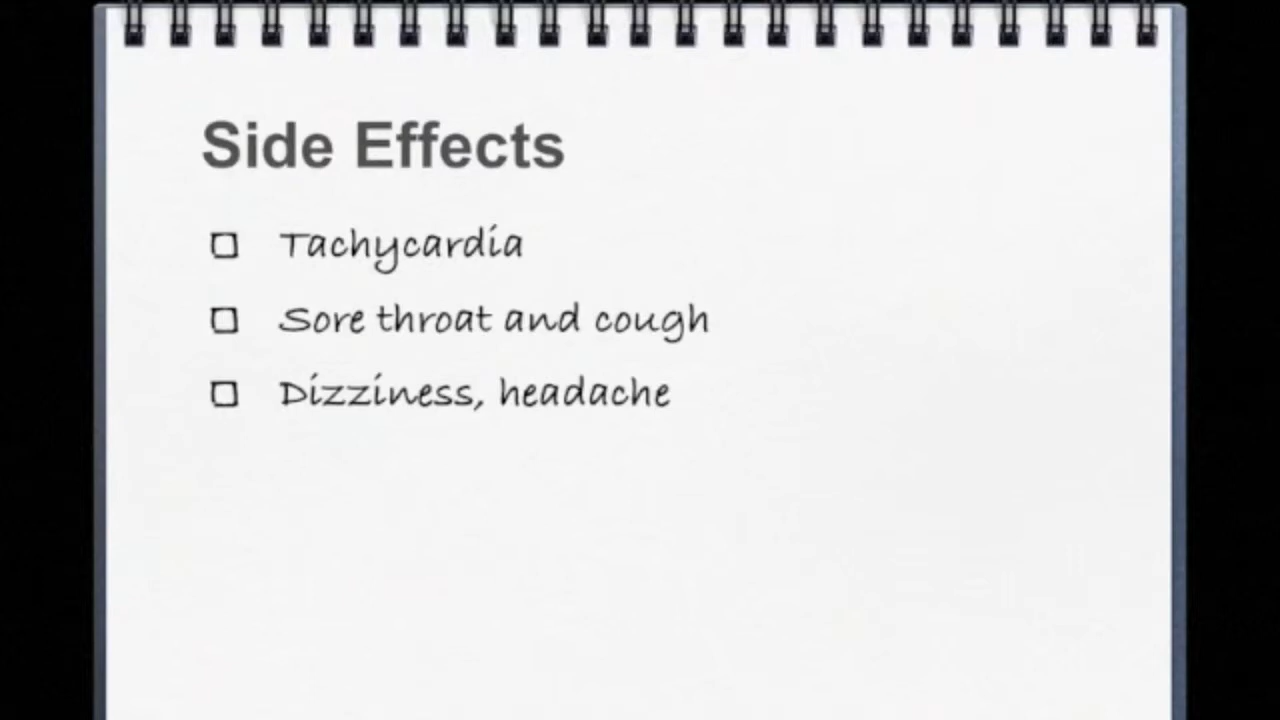 Side Effects
Tachycardia
Sore throat and cough
Dizziness, headache